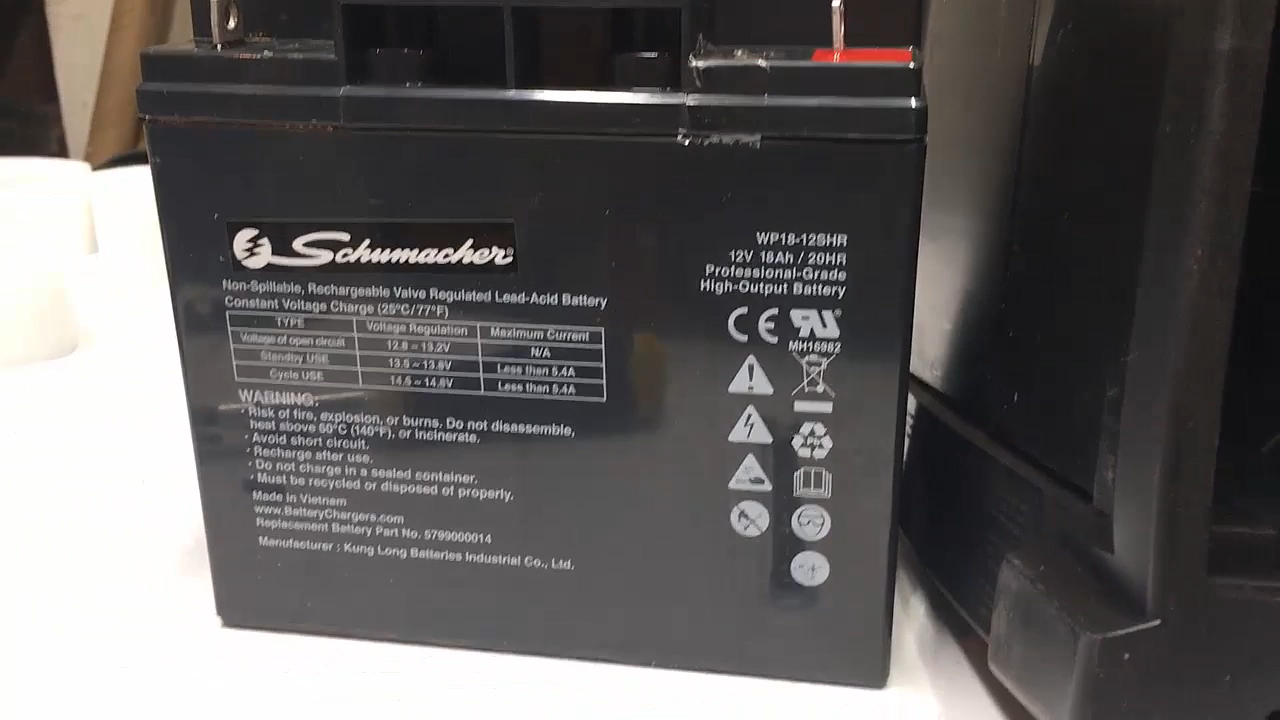 Schumacher®
Non-Spillable, Rechargeable Valve Regulated Lead-Acid Battery
Constant Voltage Charge (25°C/77°F)
TYPE Voltage Regulation Maximum Current
Voltage of open circuit 12.8 ~ 13.2V N/A
Standby USE 13.5 ~ 13.8V Less than 5.4A
Cycle USE 14.5 ~ 14.8V Less than 5.4A
WARNING:
· Risk of fire, explosion, or burns. Do not disassemble,
heat above 60°C (140°F), or incinerate.
· Avoid short circuit.
· Recharge after use.
· Do not charge in a sealed container.
· Must be recycled or disposed of properly.
Made in Vietnam
www.BatteryChargers.com
Replacement Battery Part No. 5799000014
Manufacturer : Kung Long Batteries Industrial Co., Ltd.
WP18-12SHR
12V 18Ah / 20HR
Professional-Grade
High-Output Battery
CE RU®
MH16982
Pb